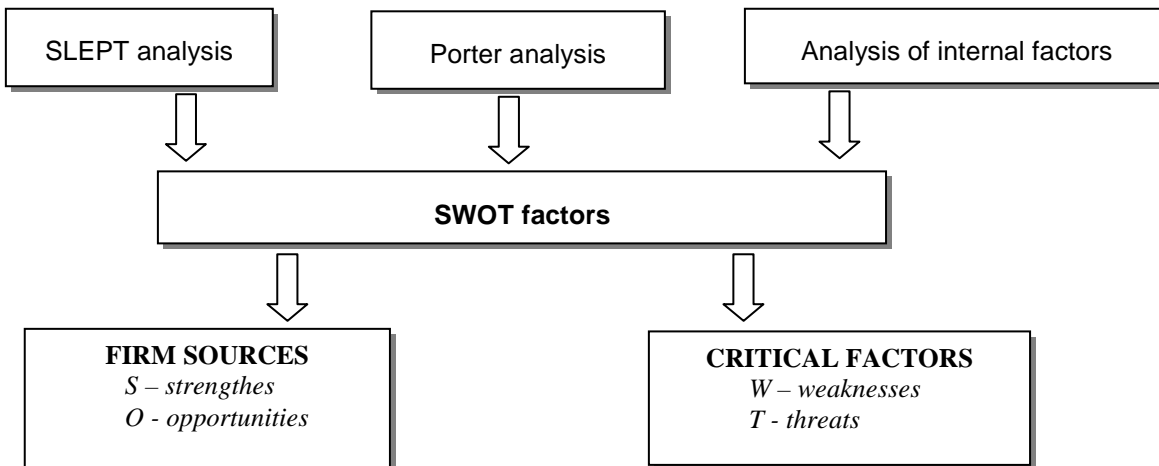 SLEPT analysis
Porter analysis
Analysis of internal factors
SWOT factors
FIRM SOURCES
S – strengthes
O - opportunities
CRITICAL FACTORS
W – weaknesses
T - threats